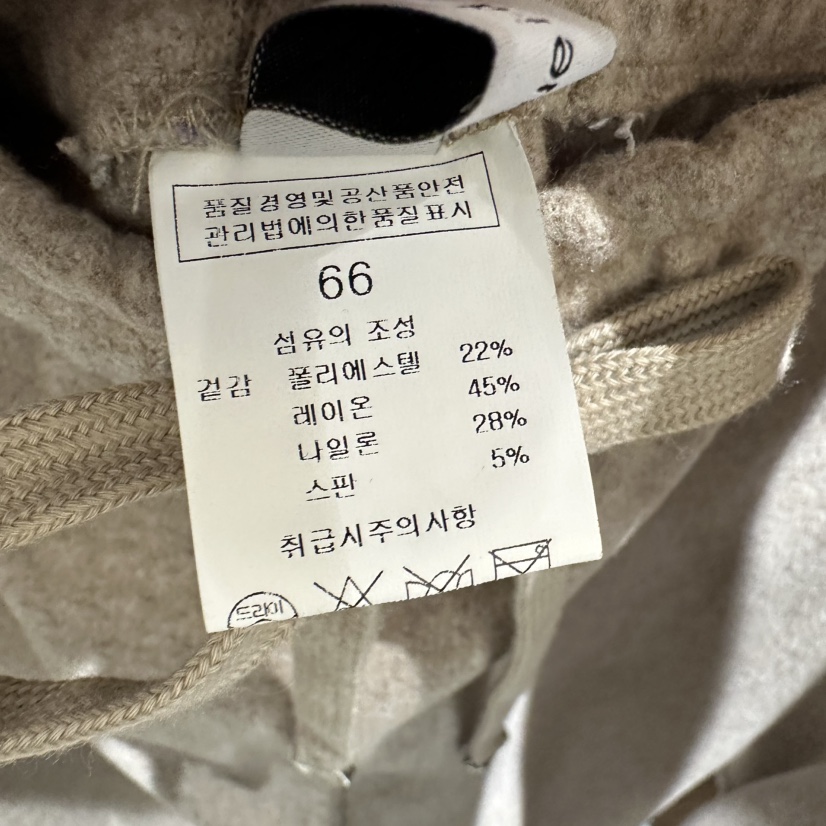 품질경영및공산품안전
관리법에의한품질표시
66
섬유의 조성
겉감 폴리에스텔 22%
레이온 45%
나일론 28%
스판 5%
취급시주의사항
드라이